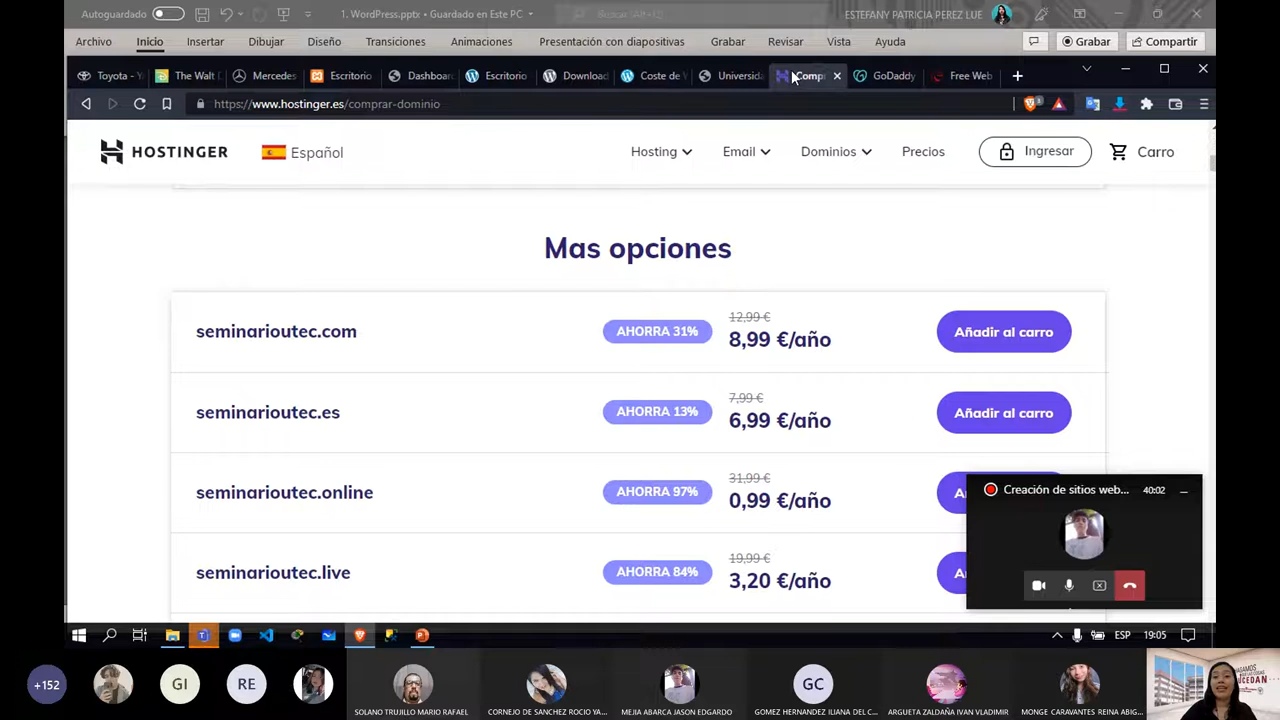 Autoguardado
1. WordPress.pptx • Guardado en Este PC
Buscar (Alt+Q)
ESTEFANY PATRICIA PEREZ LUE
Archivo Inicio Insertar Dibujar Diseño Transiciones Animaciones Presentación con diapositivas Grabar Revisar Vista Ayuda Grabar Compartir
Toyota - Y The Walt D Mercedes Escritorio Dashboar Escritorio Download Coste de V Universida Compr GoDaddy Free Web
https://www.hostinger.es/comprar-dominio
HOSTINGER Español Hosting Email Dominios Precios Ingresar Carro
Mas opciones
seminarioutec.com AHORRA 31% 12,99 € 8,99 €/año Añadir al carro
seminarioutec.es AHORRA 13% 7,99 € 6,99 €/año Añadir al carro
seminarioutec.online AHORRA 97% 31,99 € 0,99 €/año
seminarioutec.live AHORRA 84% 19,99 € 3,20 €/año
Creación de sitios web... 40:02
ESP 19:05
+152 GI RE GC
SOLANO TRUJILLO MARIO RAFAEL CORNEJO DE SANCHEZ ROCIO YA... MEJIA ABARCA JASON EDGARDO GOMEZ HERNANDEZ ILIANA DEL C... ARGUETA ZALDAÑA IVAN VLADIMIR MONGE CARAVANTES REINA ABIG...